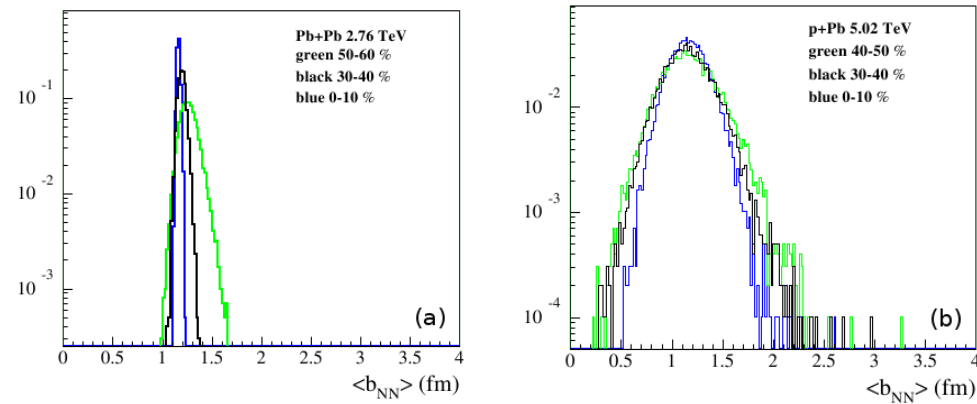 Pb+Pb 2.76 TeV
green 50-60 %
black 30-40 %
blue 0-10 %
10 -1
10 -2
10 -3
(a)
0 0.5 1 1.5 2 2.5 3 3.5 4
<b_NN> (fm)
p+Pb 5.02 TeV
green 40-50 %
black 30-40 %
blue 0-10 %
10 -2
10 -3
10 -4
(b)
0 0.5 1 1.5 2 2.5 3 3.5 4
<b_NN> (fm)